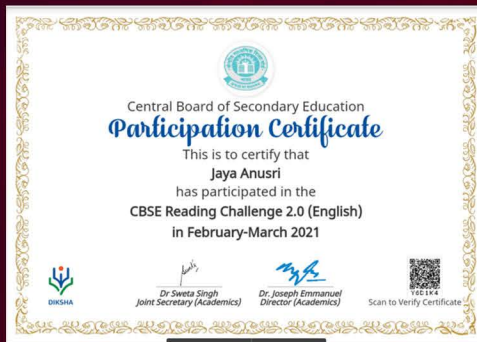 Central Board of Secondary Education
Participation Certificate
This is to certify that
Jaya Anusri
has participated in the
CBSE Reading Challenge 2.0 (English)
in February-March 2021
DIKSHA
Dr Sweta Singh
Joint Secretary (Academics)
Dr. Joseph Emmanuel
Director (Academics)
Y6D1K4
Scan to Verify Certificate